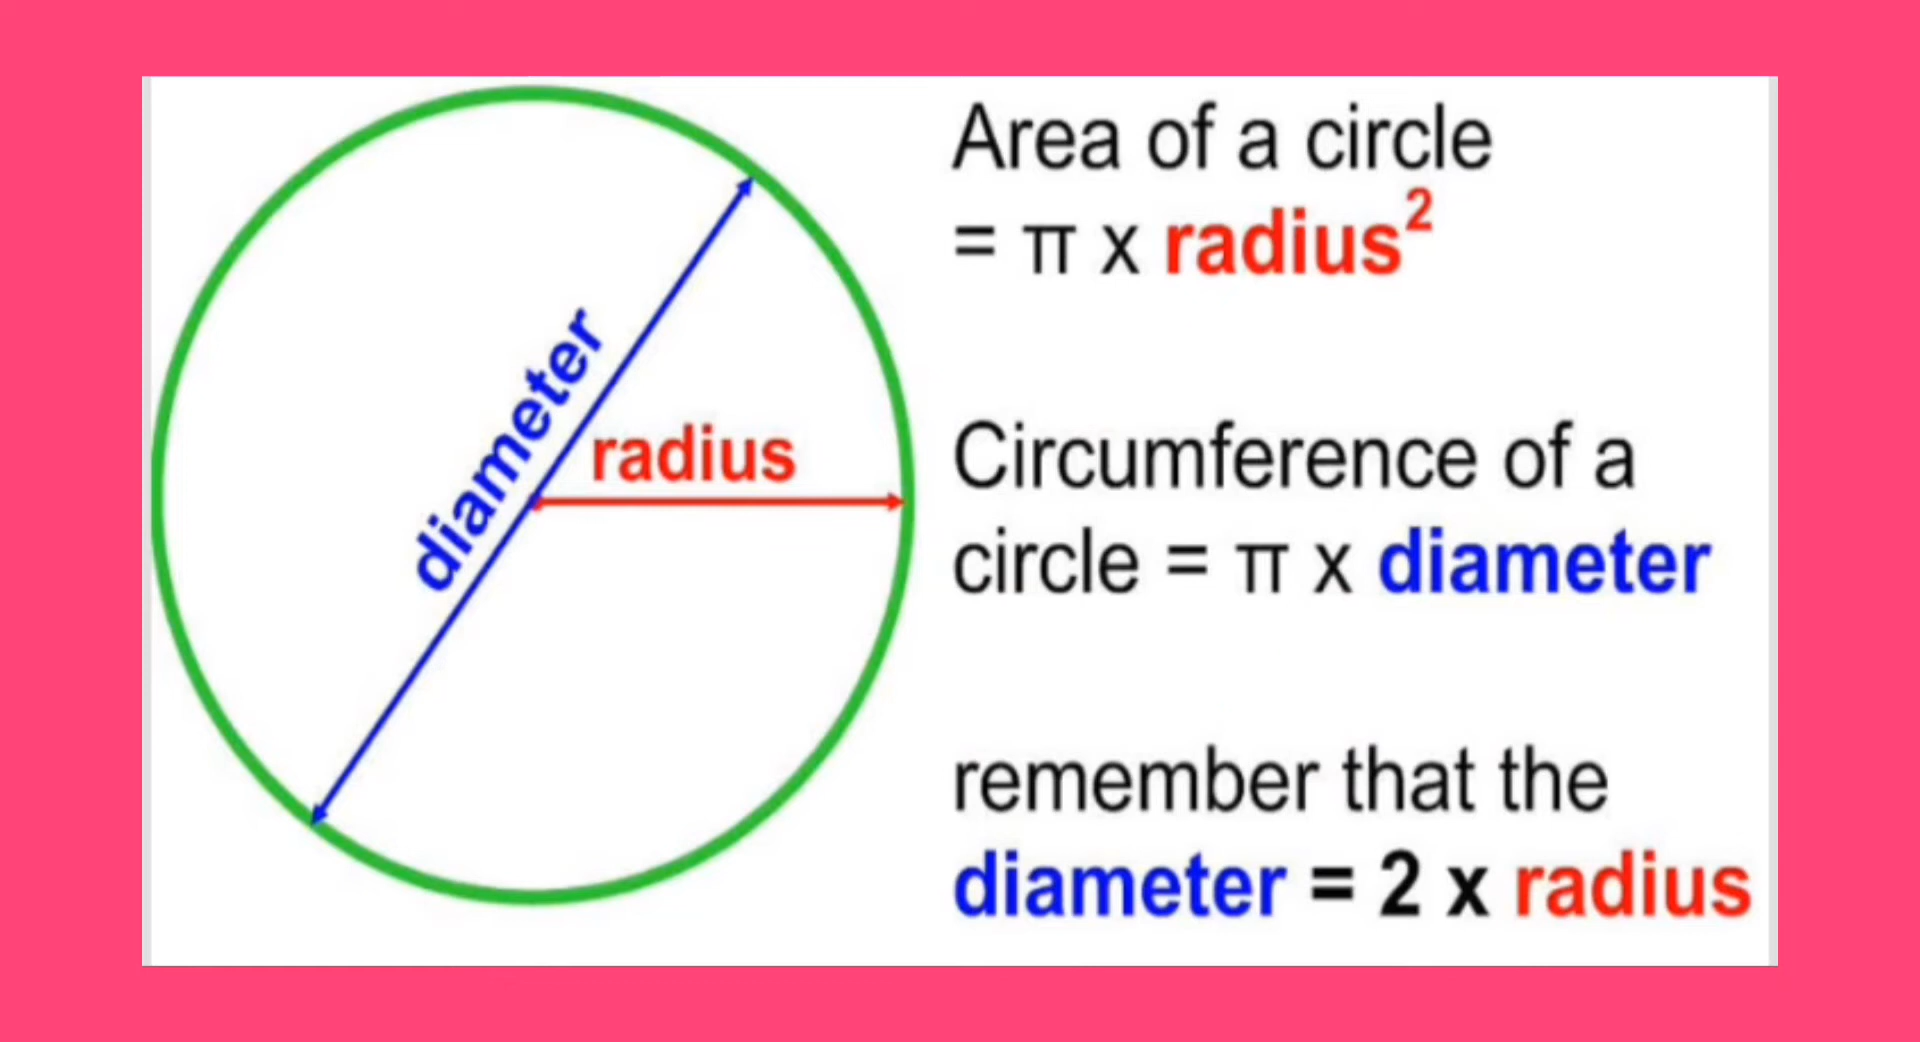 diameter
radius
Area of a circle
= π x radius²
Circumference of a
circle = π x diameter
remember that the
diameter = 2 x radius